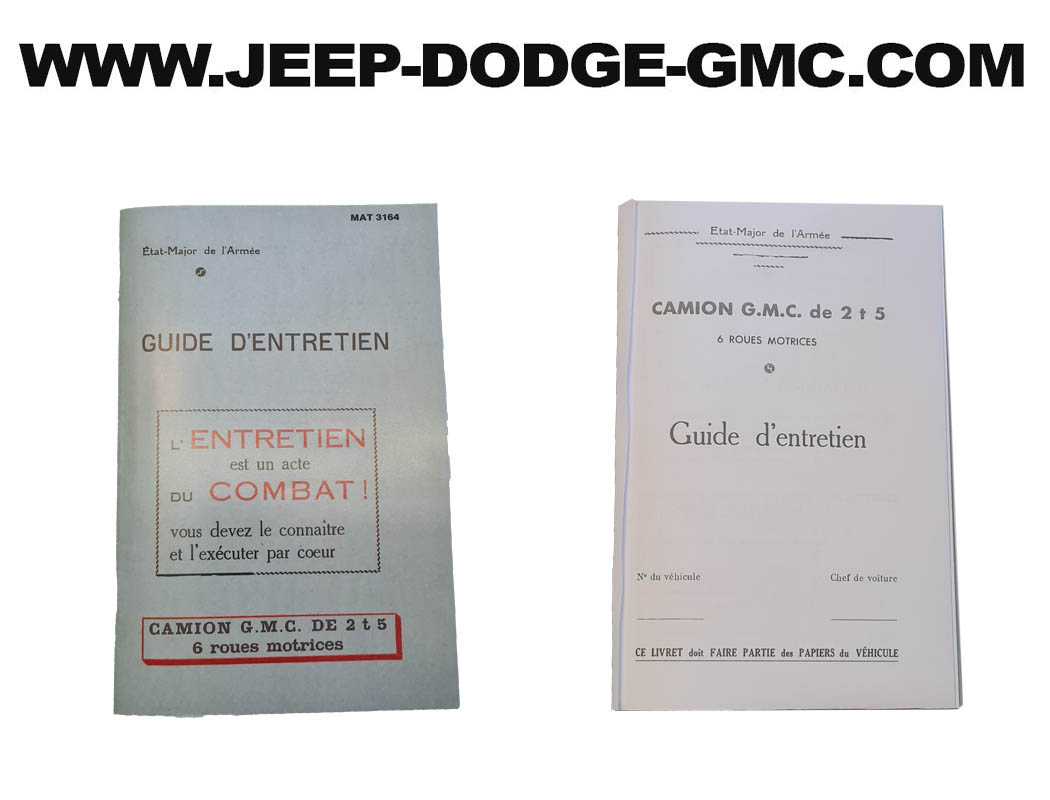 WWW.JEEP-DODGE-GMC.COM
MAT 3164
État-Major de l'Armée
GUIDE D'ENTRETIEN
L' ENTRETIEN
est un acte
DU COMBAT !
vous devez le connaitre
et l'exécuter par coeur
CAMION G.M.C. DE 2 t 5
6 roues motrices
Etat-Major de l'Armée
CAMION G.M.C. de 2 t 5
6 ROUES MOTRICES
Guide d'entretien
Nº du véhicule
Chef de voiture
CE LIVRET doit FAIRE PARTIE des PAPIERS du VÉHICULE